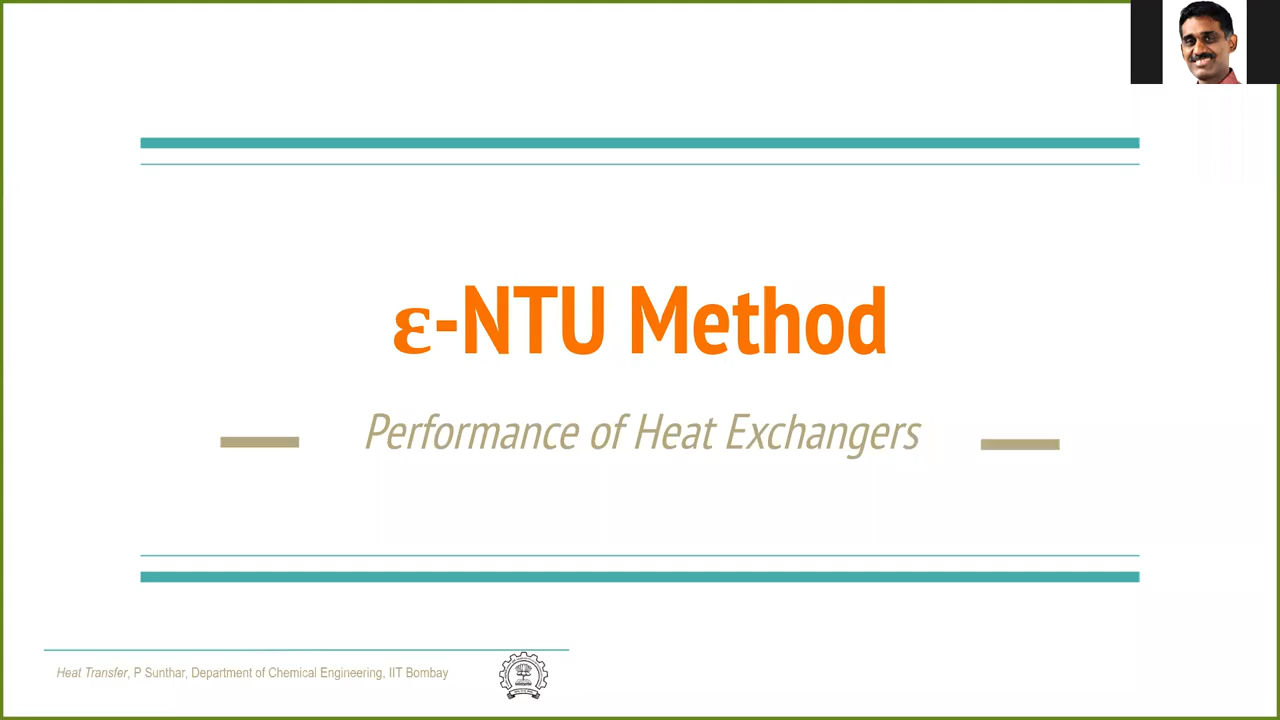 ε-NTU Method
Performance of Heat Exchangers
Heat Transfer, P Sunthar, Department of Chemical Engineering, IIT Bombay